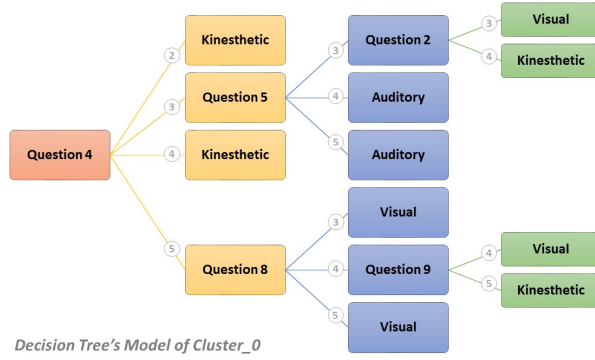 Question 4
2
Kinesthetic
3
Question 5
4
Kinesthetic
5
Question 8
3
Question 2
4
Auditory
5
Auditory
3
Visual
4
Question 9
5
Visual
3
Visual
4
Kinesthetic
4
Visual
5
Kinesthetic
Decision Tree's Model of Cluster_0